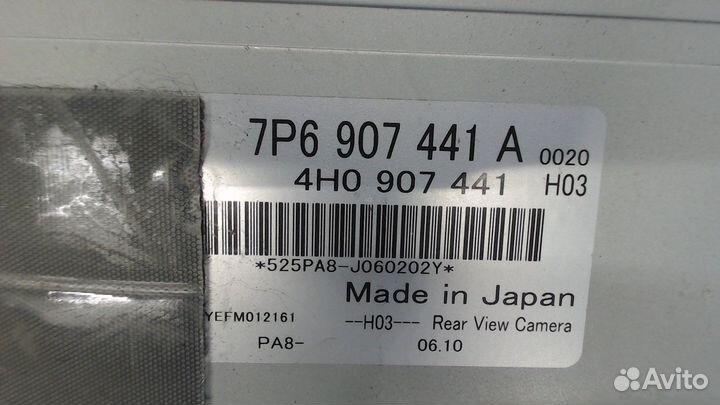 7P6 907 441 A 0020
4H0 907 441 H03
*525PA8-J060202Y*
Made in Japan
YEFM012161 --H03--- Rear View Camera
PA8- 06.10
Avito